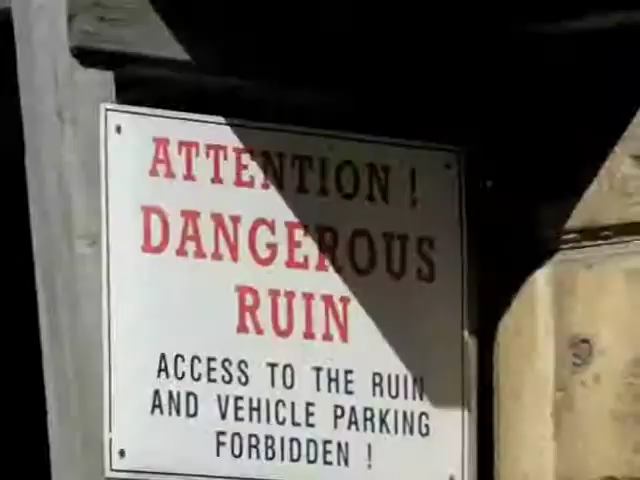 ATTENTION !
DANGEROUS
RUIN
ACCESS TO THE RUIN
AND VEHICLE PARKING
FORBIDDEN !